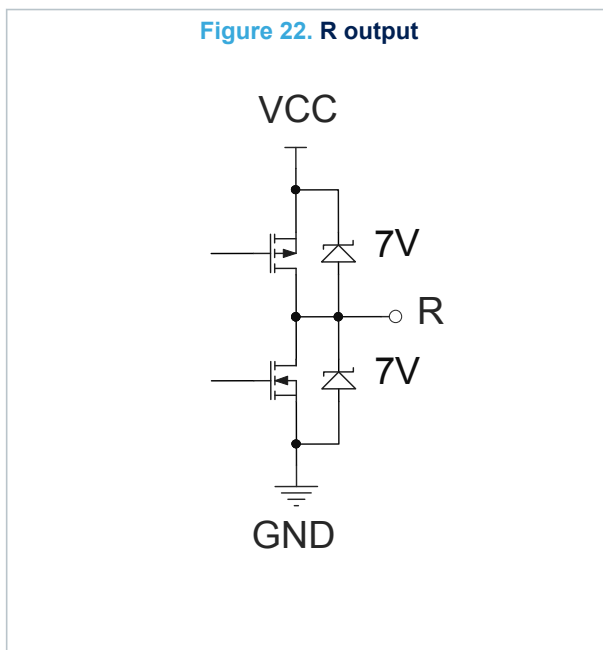 Figure 22. R output
VCC
7V
R
7V
GND